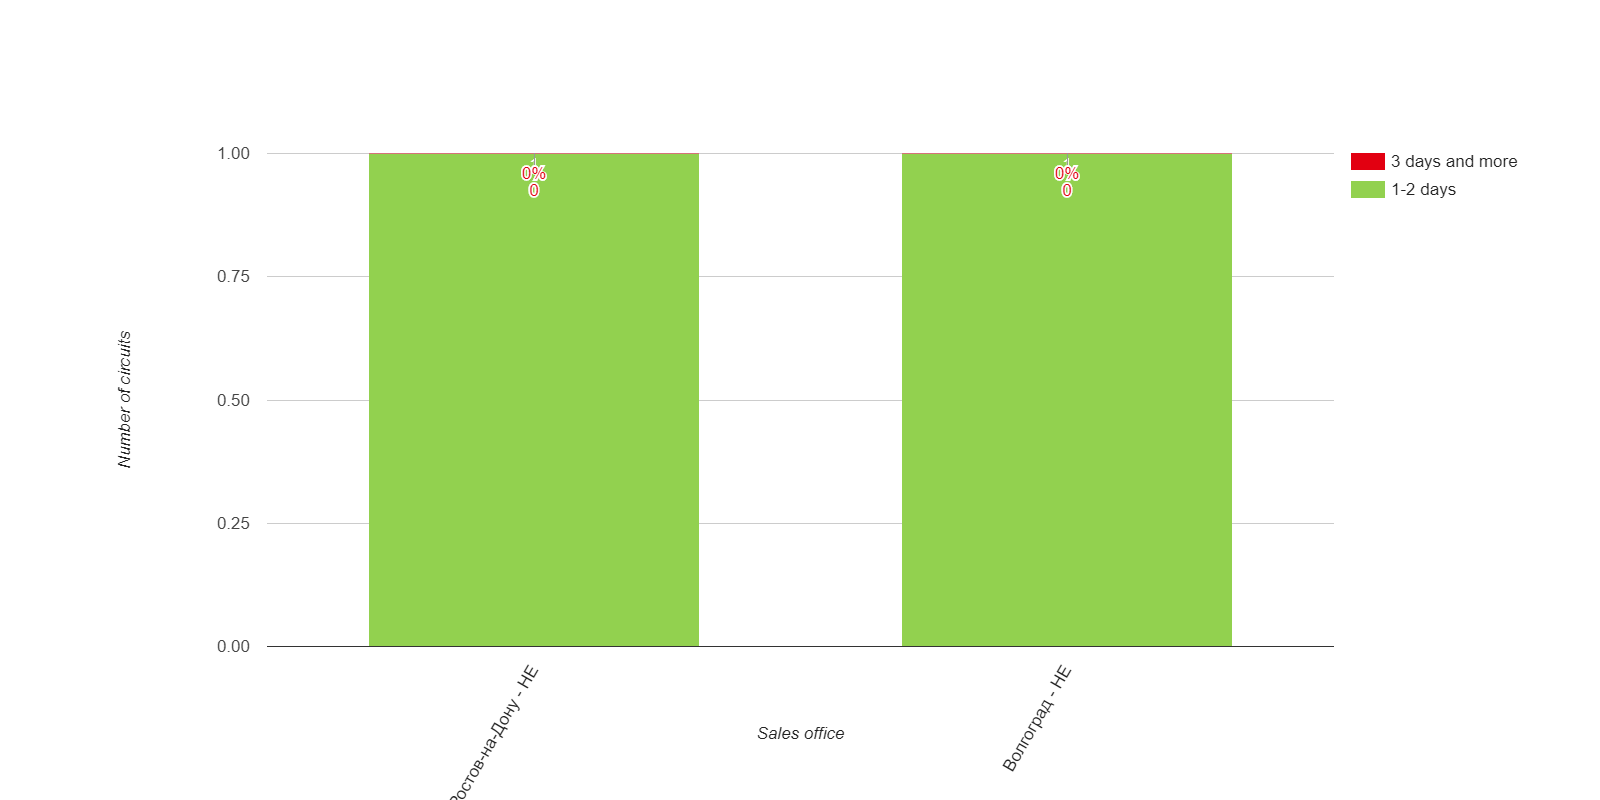 1.00
0.75
0.50
0.25
0.00
Number of circuits
0%
0
0%
0
3 days and more
1-2 days
Ростов-на-Дону - НЕ
Волгоград - НЕ
Sales office